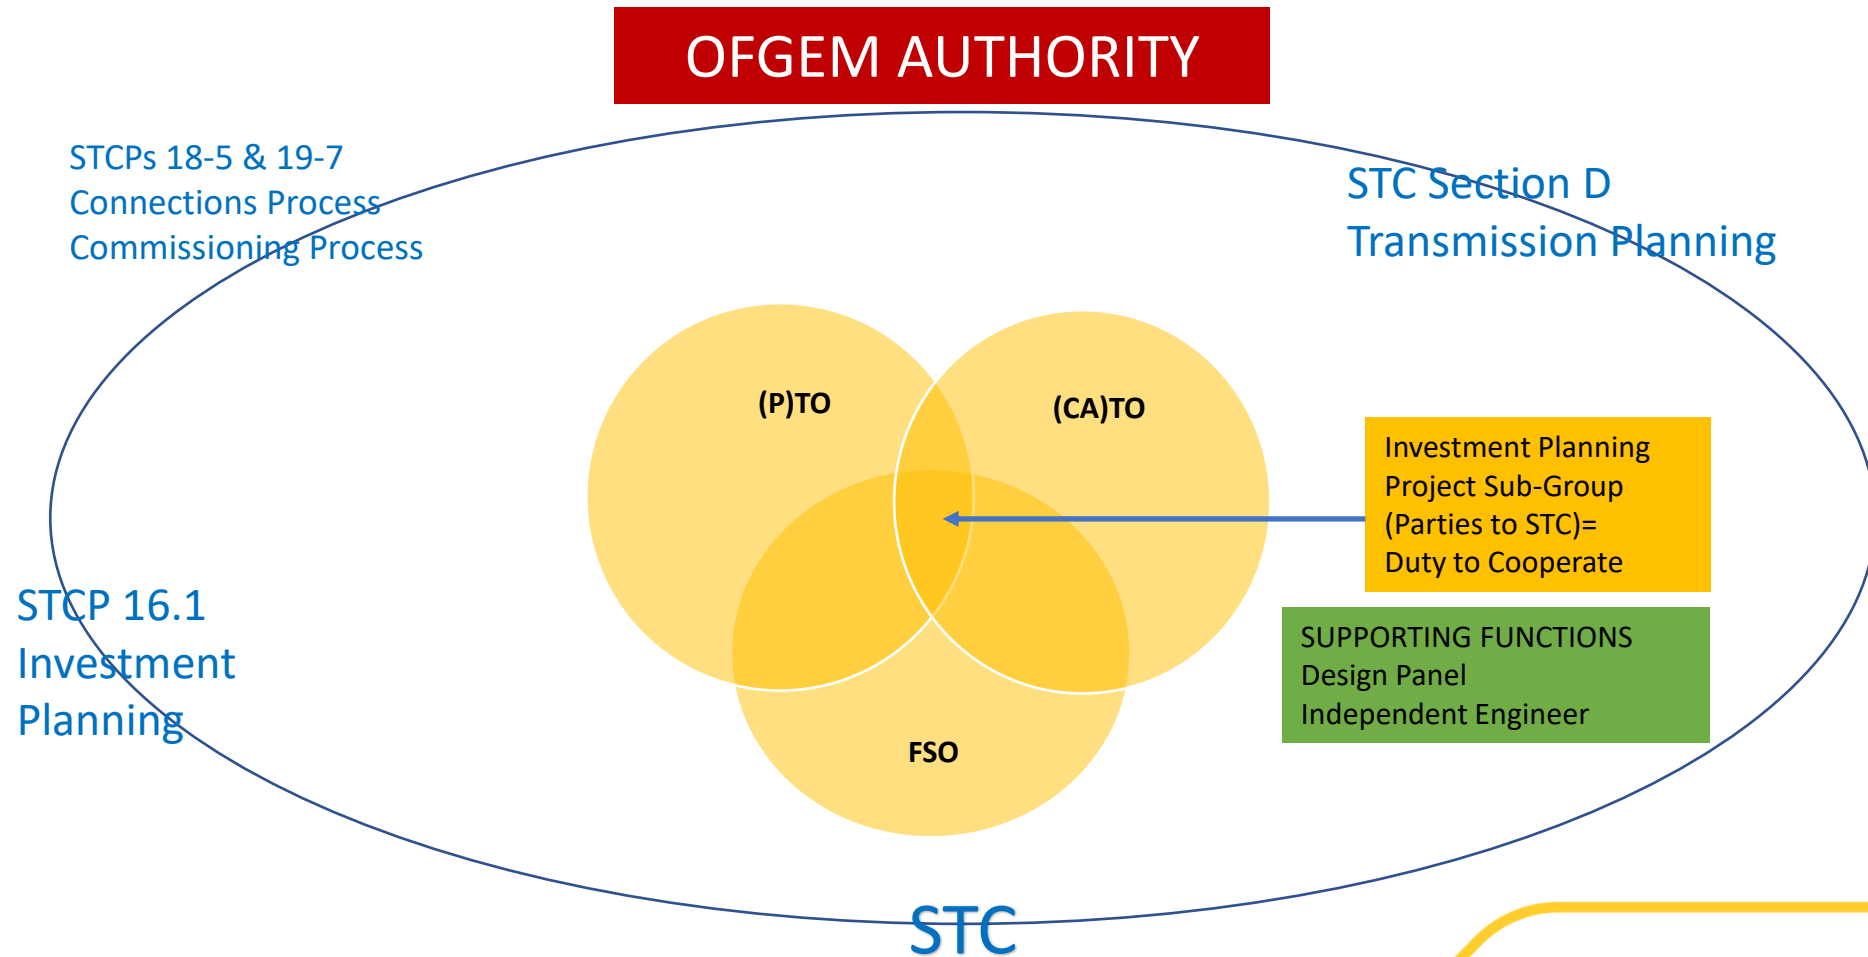 OFGEM AUTHORITY
STCPs 18-5 & 19-7
Connections Process
Commissioning Process
STC Section D
Transmission Planning
(P)TO
(CA)TO
Investment Planning
Project Sub-Group
(Parties to STC)=
Duty to Cooperate
STCP 16.1
Investment
Planning
SUPPORTING FUNCTIONS
Design Panel
Independent Engineer
FSO
STC